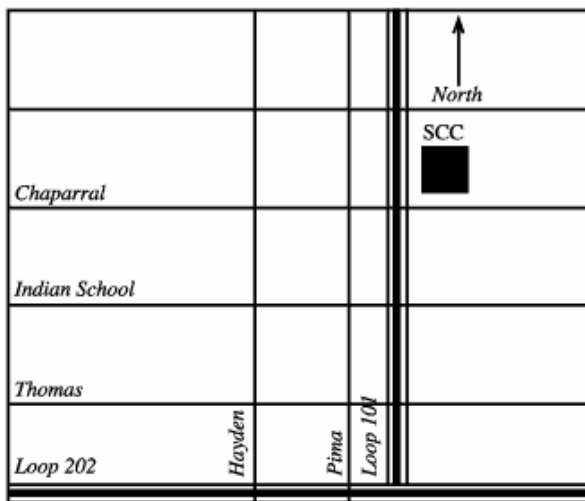 North
SCC
Chaparral
Indian School
Thomas
Loop 202
Hayden
Pima
Loop 101